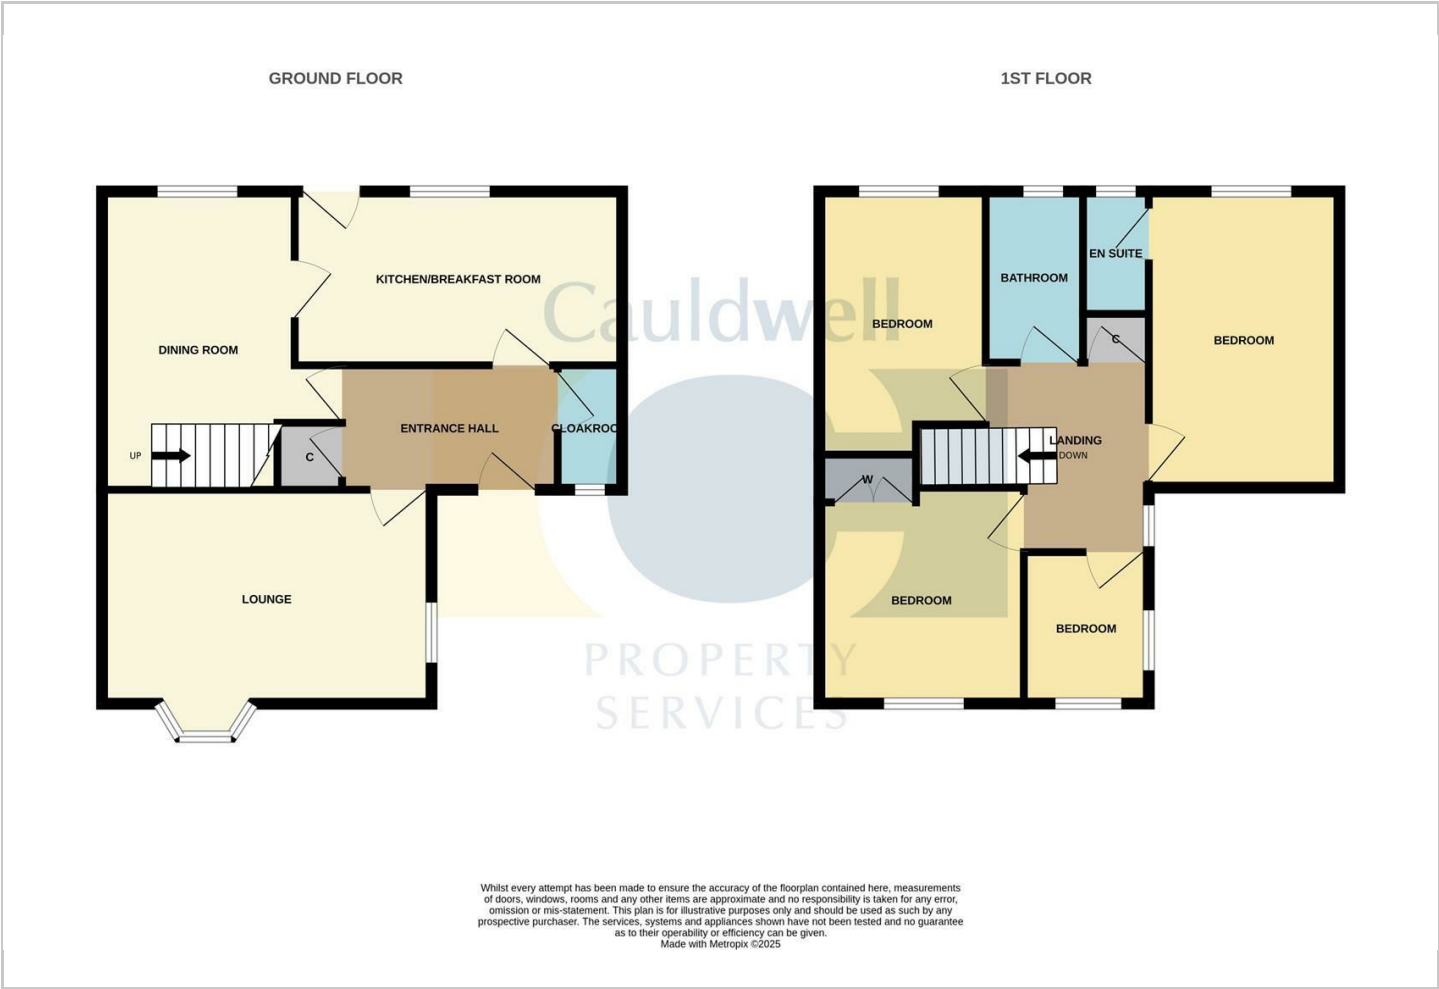 GROUND FLOOR
1ST FLOOR
DINING ROOM
KITCHEN/BREAKFAST ROOM
UP
C
ENTRANCE HALL
CLOAKROO
LOUNGE
BEDROOM
BATHROOM
EN SUITE
C
BEDROOM
LANDING
DOWN
W
BEDROOM
BEDROOM
Cauldwell
PROPERTY
SERVICES
Whilst every attempt has been made to ensure the accuracy of the floorplan contained here, measurements
of doors, windows, rooms and any other items are approximate and no responsibility is taken for any error,
omission or mis-statement. This plan is for illustrative purposes only and should be used as such by any
prospective purchaser. The services, systems and appliances shown have not been tested and no guarantee
as to their operability or efficiency can be given.
Made with Metropix ©2025